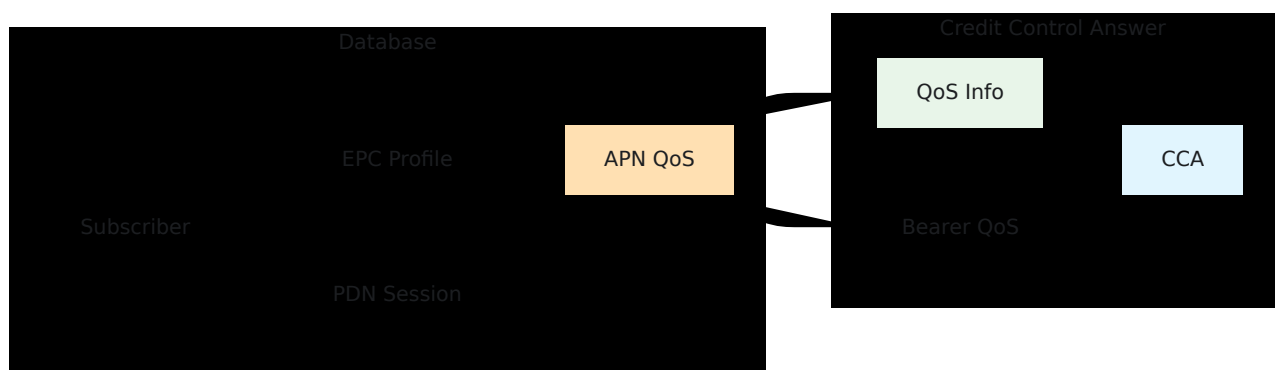 Database
Credit Control Answer
QoS Info
EPC Profile
APN QoS
CCA
Subscriber
Bearer QoS
PDN Session